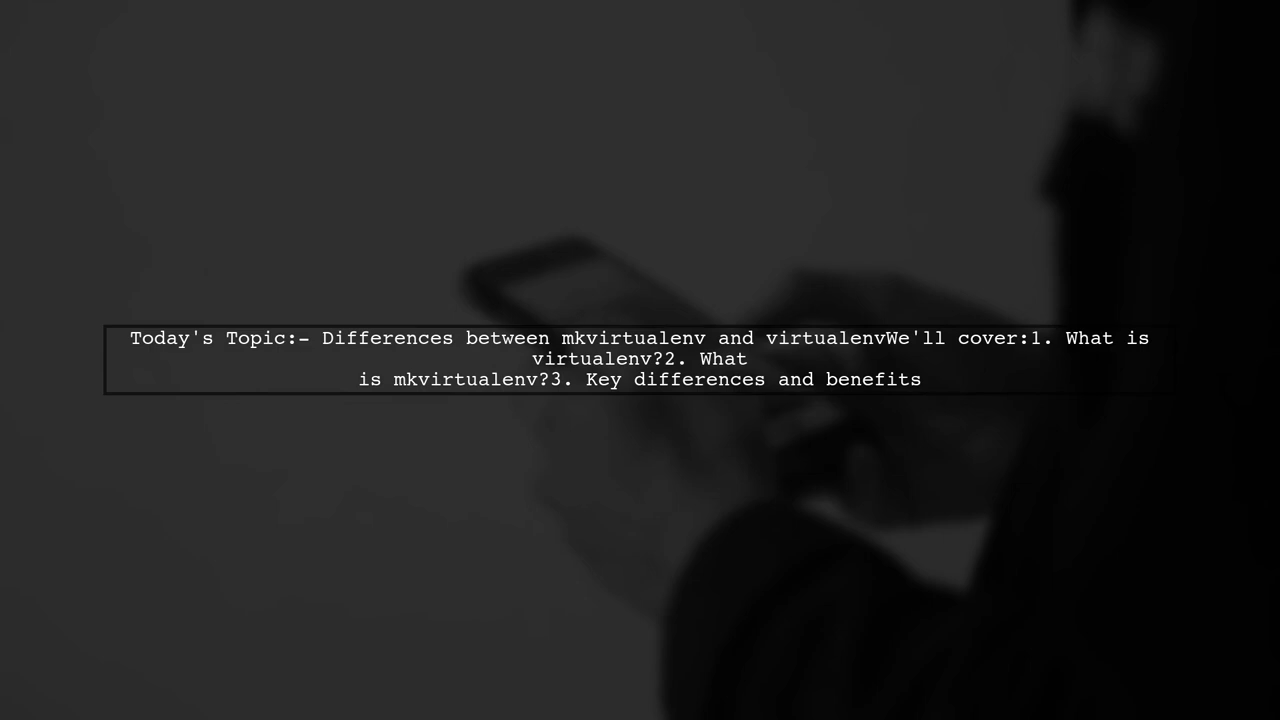 Today's Topic:- Differences between mkvirtualenv and virtualenvWe'll cover:1. What is
virtualenv?2. What
is mkvirtualenv?3. Key differences and benefits